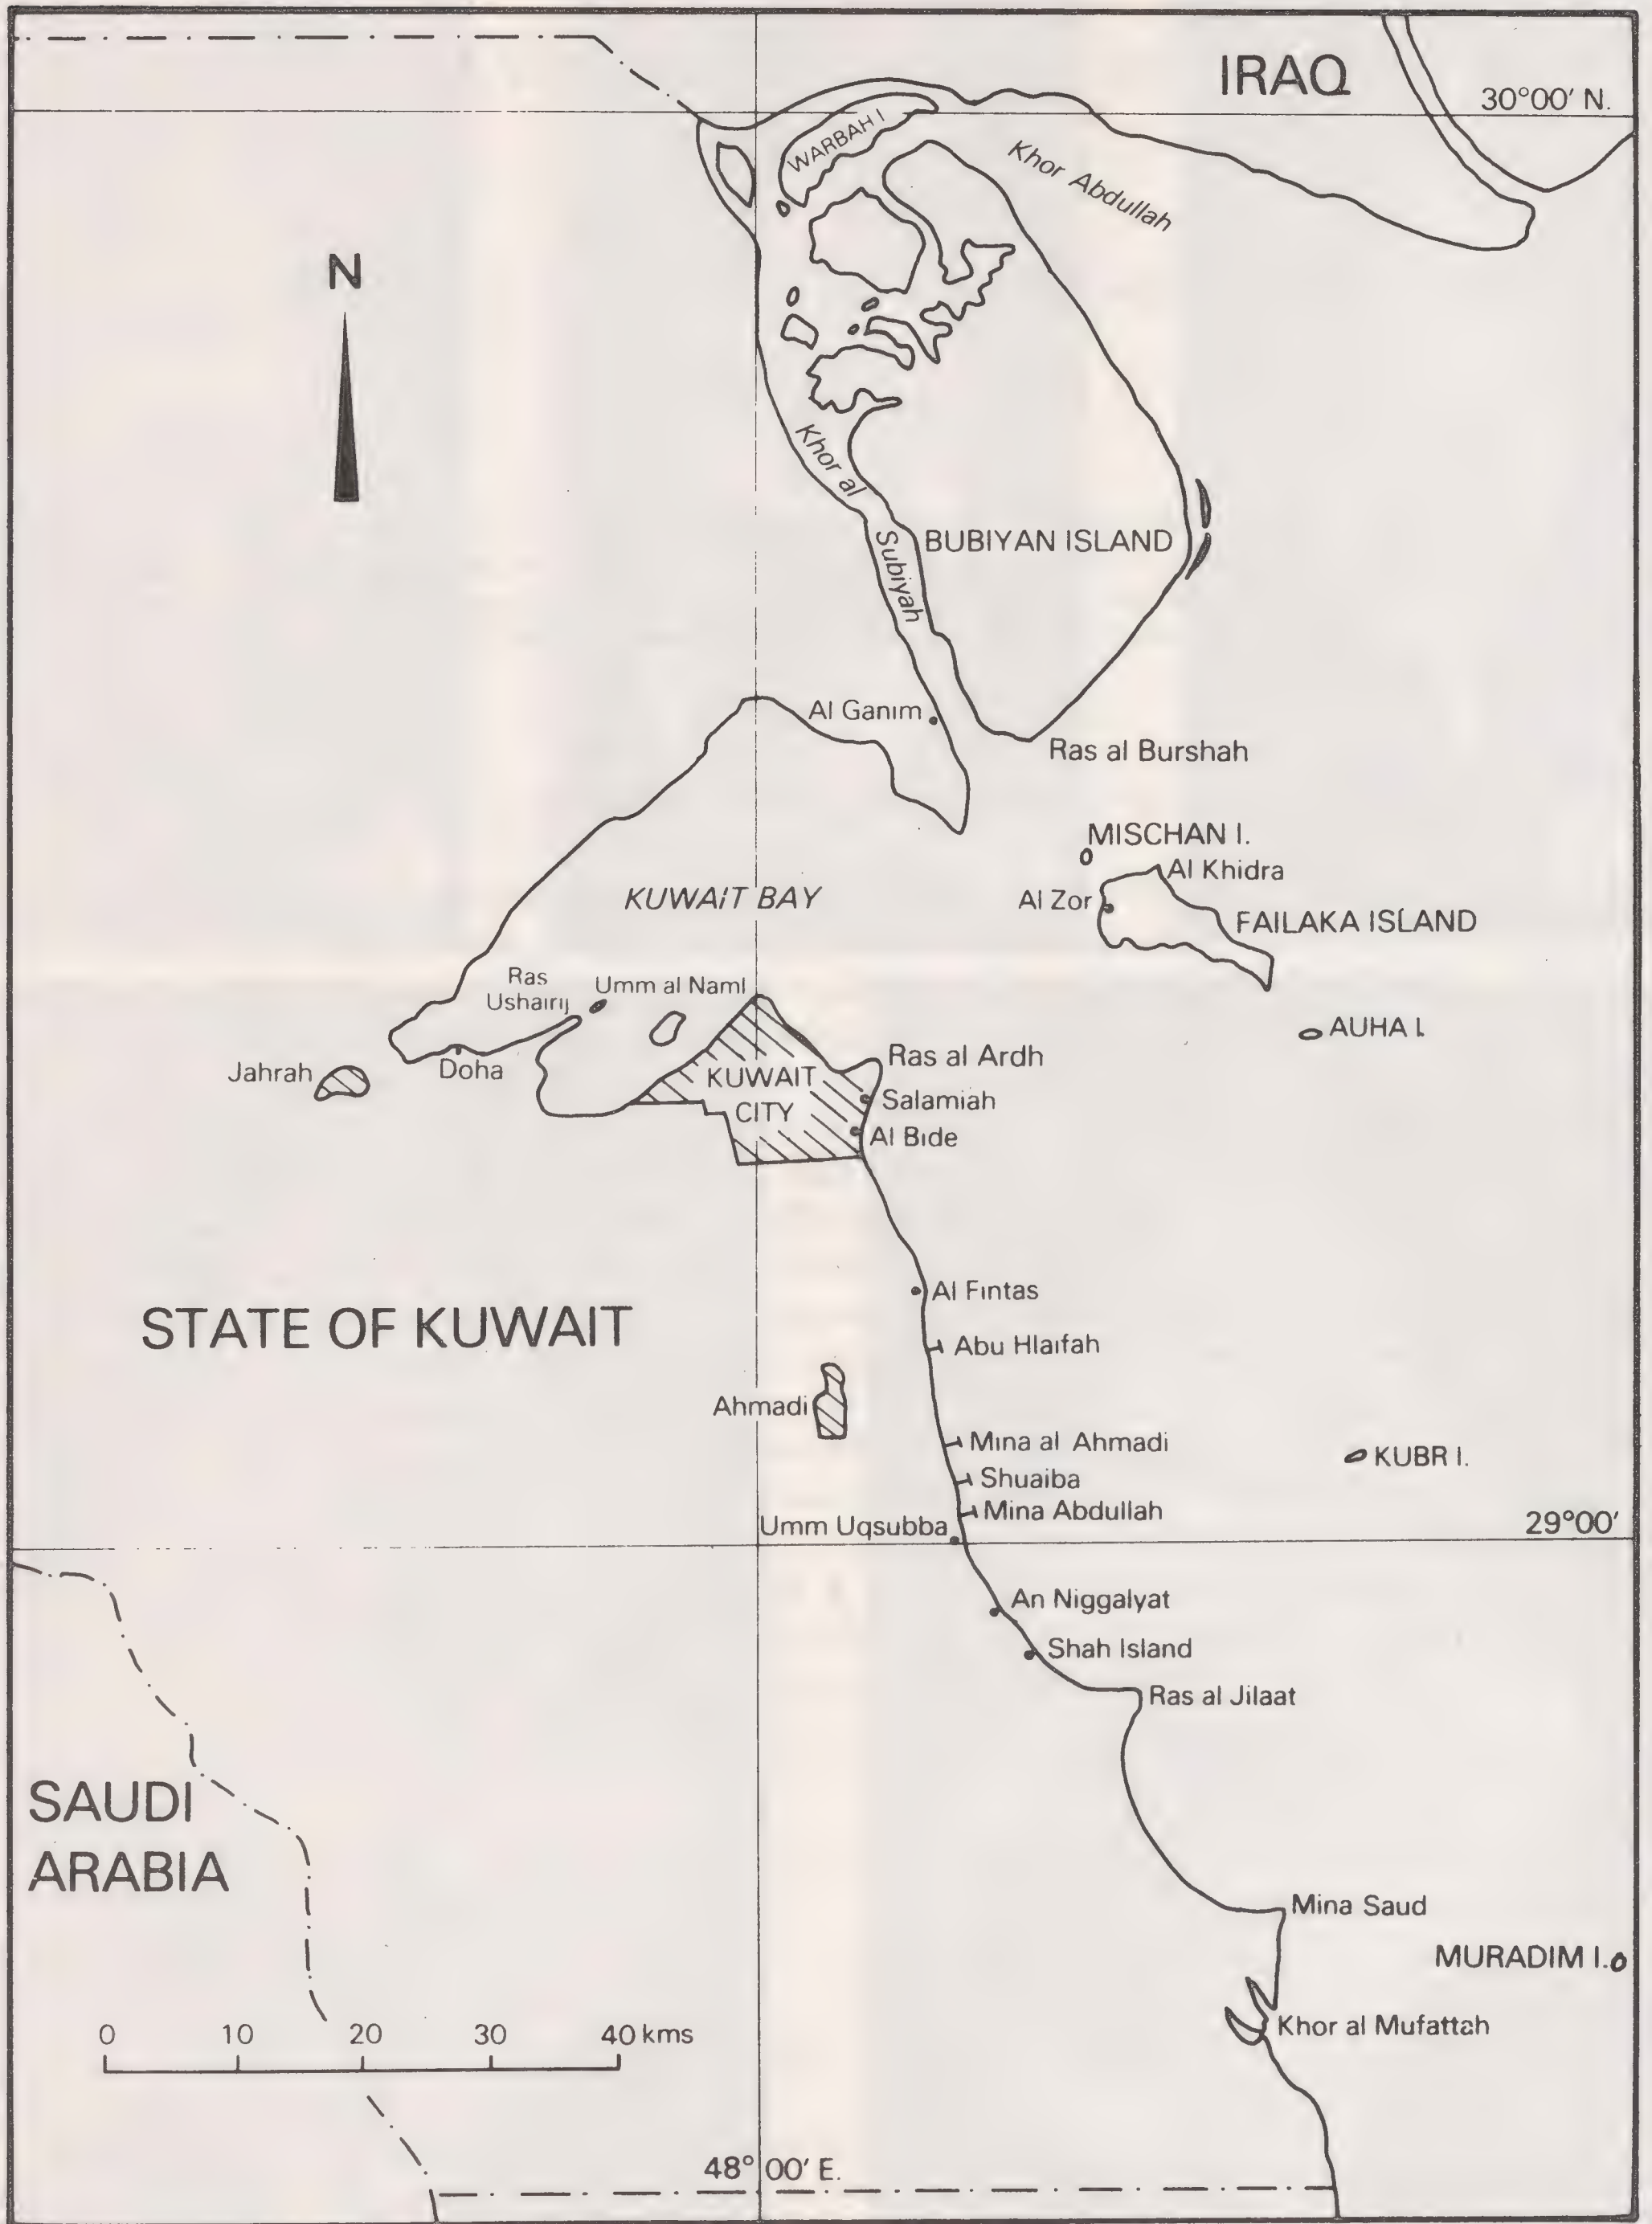 IRAQ
30°00' N.
WARBAH I
Khor Abdullah
N
Khor al
Subiyah
BUBIYAN ISLAND
Al Ganim
Ras al Burshah
MISCHAN I.
Al Khidra
KUWAIT BAY
Al Zor
FAILAKA ISLAND
Ras
Ushairij
Umm al Naml
AUHA I.
Jahrah
Doha
Ras al Ardh
KUWAIT
CITY
Salamiah
Al Bide
Al Fintas
STATE OF KUWAIT
Abu Hlaifah
Ahmadi
Mina al Ahmadi
KUBR I.
Shuaiba
Mina Abdullah
Umm Uqsubba
29°00'
An Niggalyat
Shah Island
Ras al Jilaat
SAUDI
ARABIA
Mina Saud
MURADIM I.
Khor al Mufattah
0 10 20 30 40 kms
48°00' E.